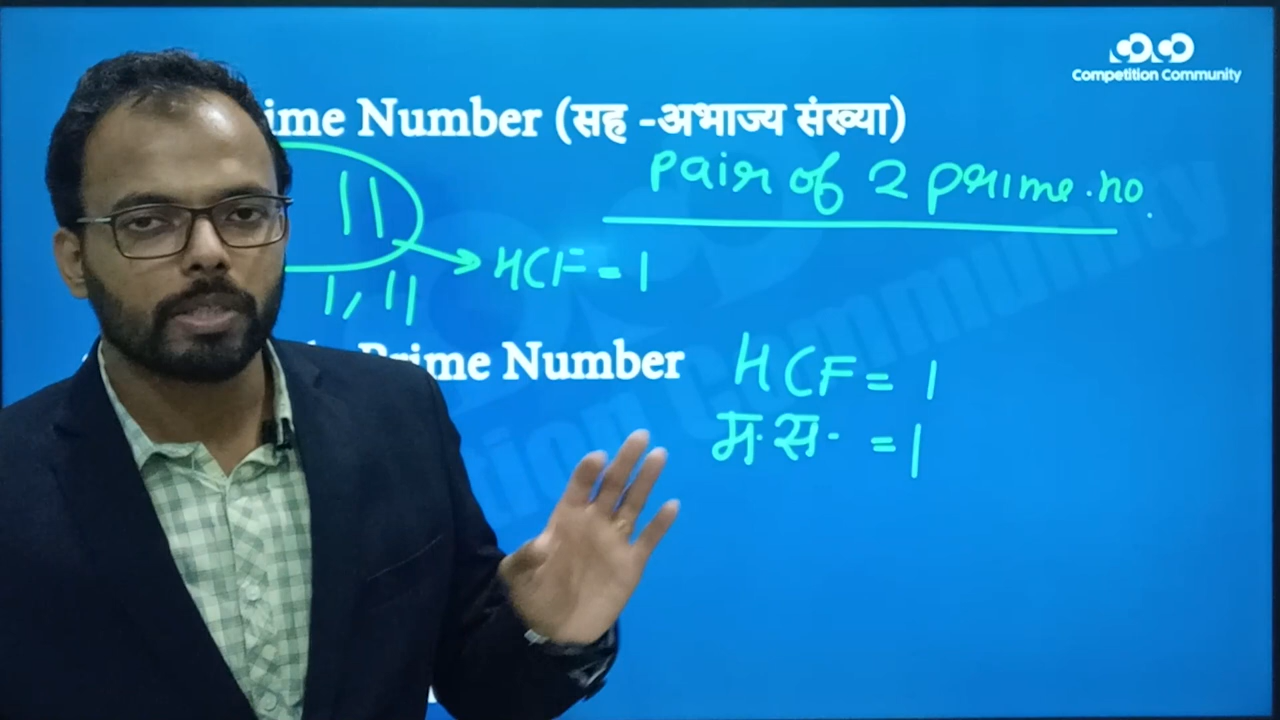 Competition Community
ime Number (सह -अभाज्य संख्या)
pair of 2 prime.no.
11
HCF = 1
1, 11
Prime Number
HCF = 1
म.स. = 1